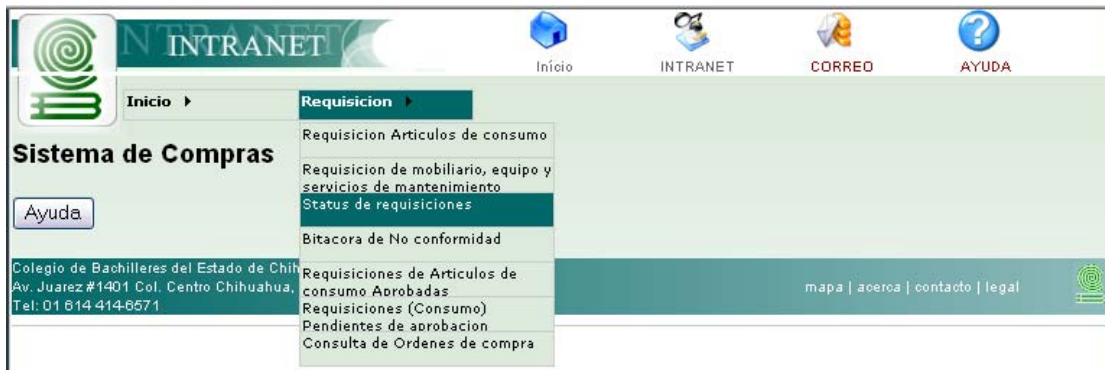 INTRANET
Inicio
INTRANET
CORREO
AYUDA
Inicio
Requisicion
Requisicion Articulos de consumo
Sistema de Compras
Requisicion de mobiliario, equipo y
servicios de mantenimiento
Status de requisiciones
Ayuda
Bitacora de No conformidad
Colegio de Bachilleres del Estado de Chih
Requisiciones de Articulos de
consumo Aprobadas
Av. Juarez #1401 Col. Centro Chihuahua,
mapa | acerca | contacto | legal
Tel: 01 614 414-6571
Requisiciones (Consumo)
Pendientes de aprobacion
Consulta de Ordenes de compra